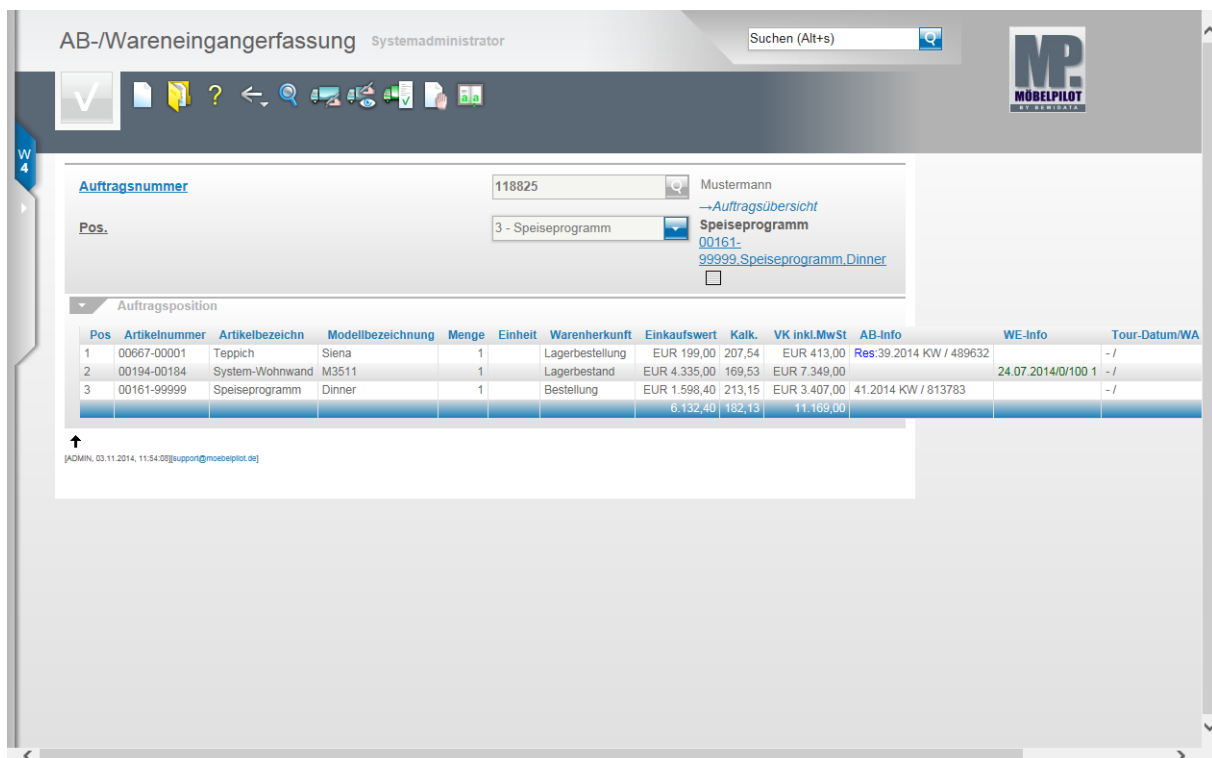 AB-/Wareneingangerfassung Systemadministrator
Suchen (Alt+s)
MP.
MÖBELPILOT
BY BEMIDATA
?
a a
W
4
Auftragsnummer 118825 Mustermann
→Auftragsübersicht
Pos. 3 - Speiseprogramm Speiseprogramm
00161-
99999,Speiseprogramm,Dinner
Auftragsposition
Pos Artikelnummer Artikelbezeichn Modellbezeichnung Menge Einheit Warenherkunft Einkaufswert Kalk. VK inkl.MwSt AB-Info WE-Info Tour-Datum/WA
1 00667-00001 Teppich Siena 1 Lagerbestellung EUR 199,00 207,54 EUR 413,00 Res:39.2014 KW / 489632 - /
2 00194-00184 System-Wohnwand M3511 1 Lagerbestand EUR 4.335,00 169,53 EUR 7.349,00 24.07.2014/0/100 1 - /
3 00161-99999 Speiseprogramm Dinner 1 Bestellung EUR 1.598,40 213,15 EUR 3.407,00 41.2014 KW / 813783 - /
6.132,40 182,13 11.169,00
[ADMIN, 03.11.2014, 11:54:08][support@moebelpilot.de]